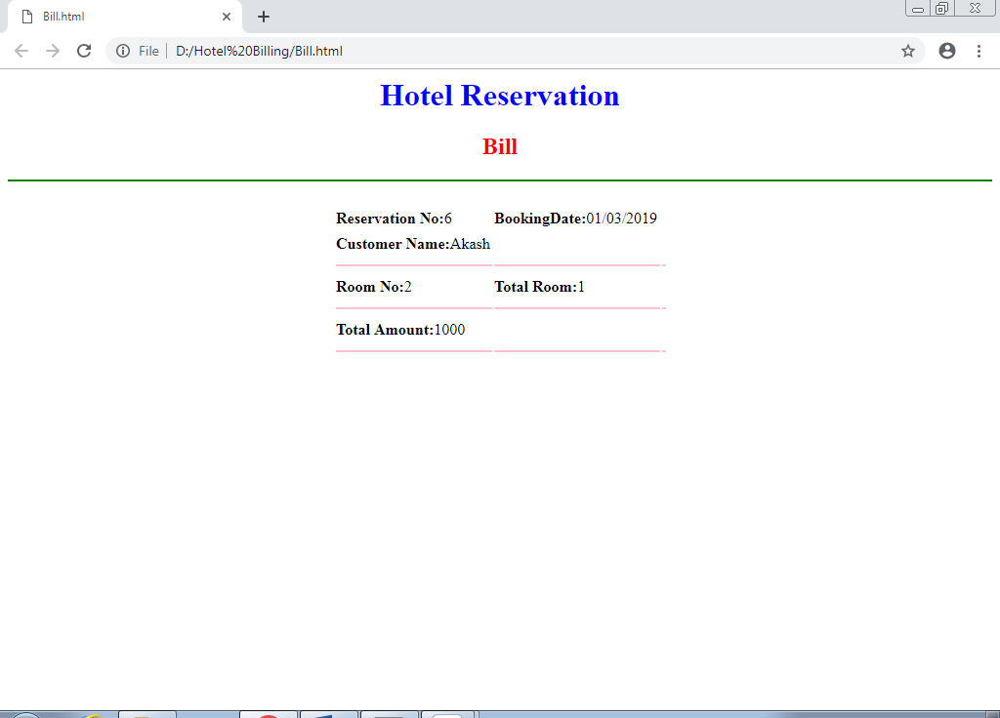 Bill.html
File D:/Hotel%20Billing/Bill.html
Hotel Reservation
Bill
Reservation No:6 BookingDate:01/03/2019
Customer Name:Akash
Room No:2 Total Room:1
Total Amount:1000